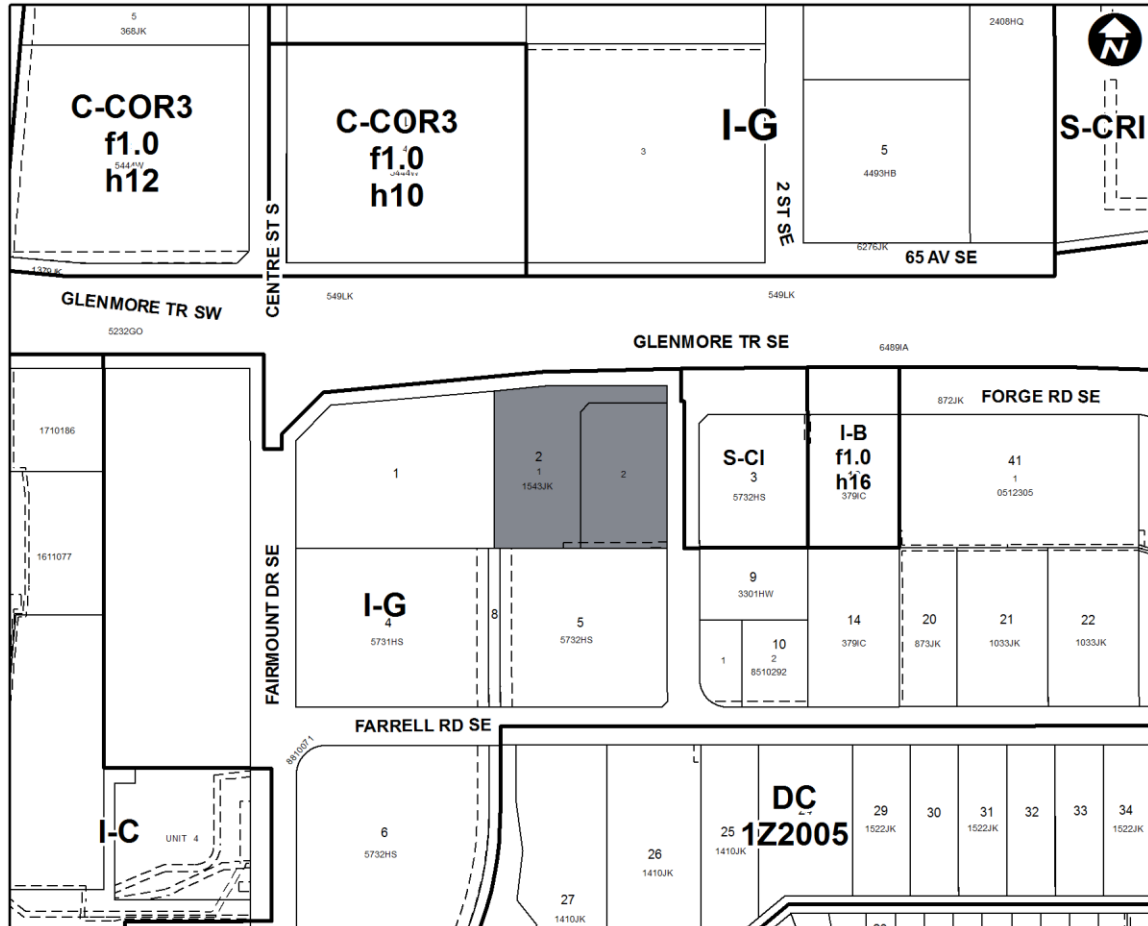 5
368JK
2408HQ
N
C-COR3
f1.0
h12
C-COR3
f1.0
h10
4
I-G
S-CRI
3
5
4493HB
CENTRE ST S
2 ST SE
6276JK
65 AV SE
1379JK
GLENMORE TR SW
5232GO
549LK
549LK
GLENMORE TR SE
6489IA
872JK
FORGE RD SE
1710186
1
2
1
1543JK
2
S-CI
3
5732HS
I-B
f1.0
h16
379IC
41
1
0512305
1611077
FAIRMOUNT DR SE
I-G
4
5731HS
8
5
5732HS
9
3301HW
1
10
2
8510292
14
379IC
20
873JK
21
1033JK
22
1033JK
FARRELL RD SE
8810071
I-C
UNIT 4
6
5732HS
27
1410JK
26
1410JK
25
1410JK
DC
1Z2005
29
1522JK
30
31
1522JK
32
33
34
1522JK